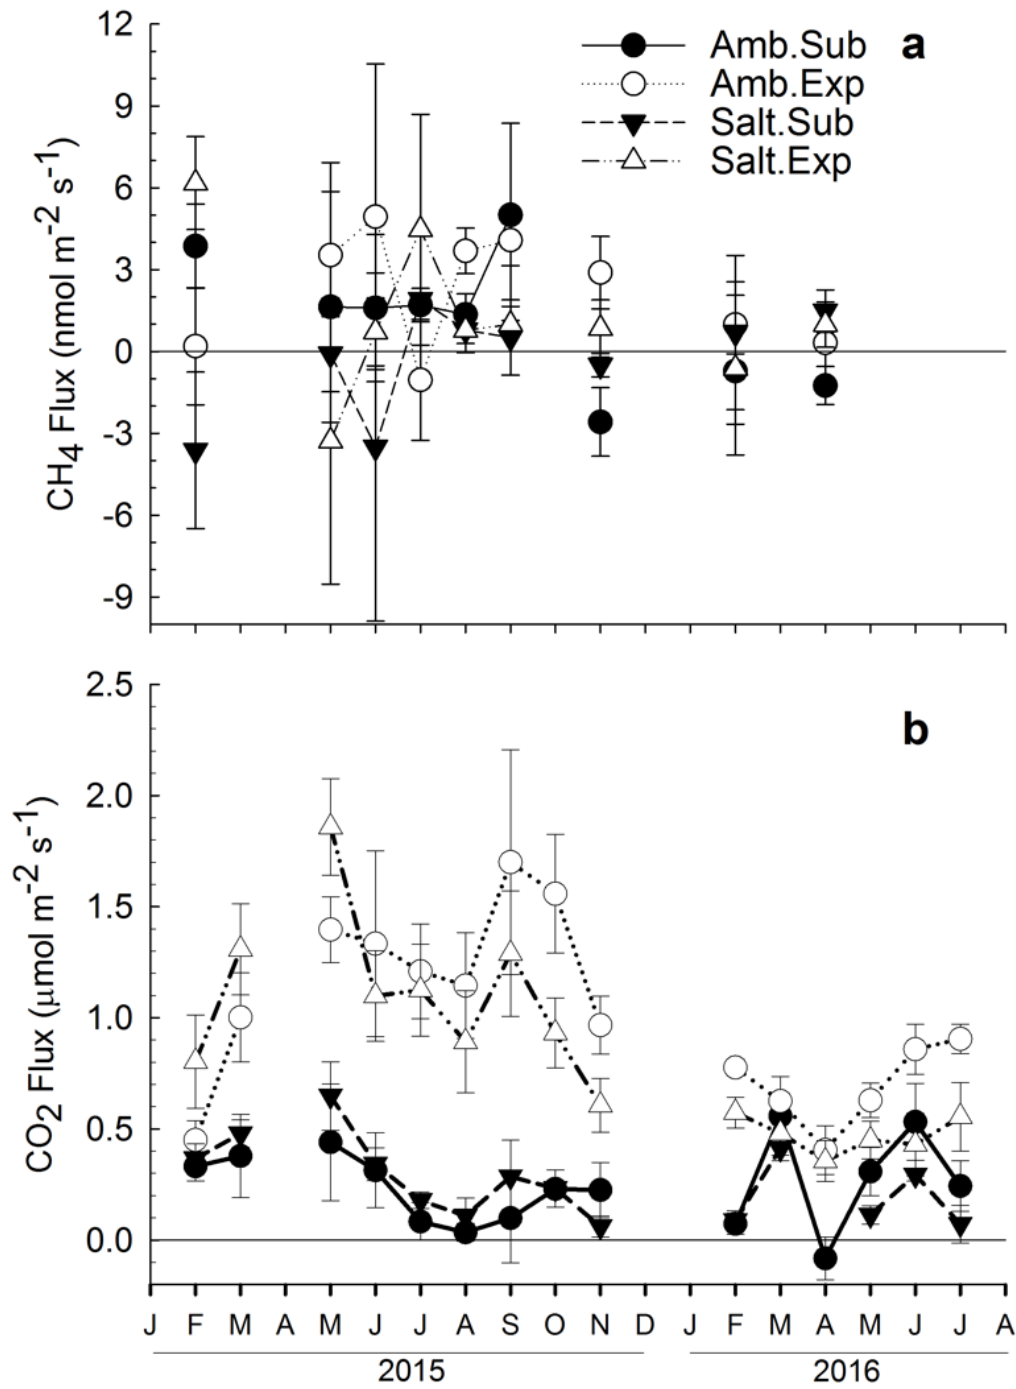 a
Amb.Sub
Amb.Exp
Salt.Sub
Salt.Exp
CH4 Flux (nmol m-2 s-1)
12
9
6
3
0
-3
-6
-9
b
CO2 Flux (μmol m-2 s-1)
2.5
2.0
1.5
1.0
0.5
0.0
J F M A M J J A S O N D J F M A M J J A
2015 2016